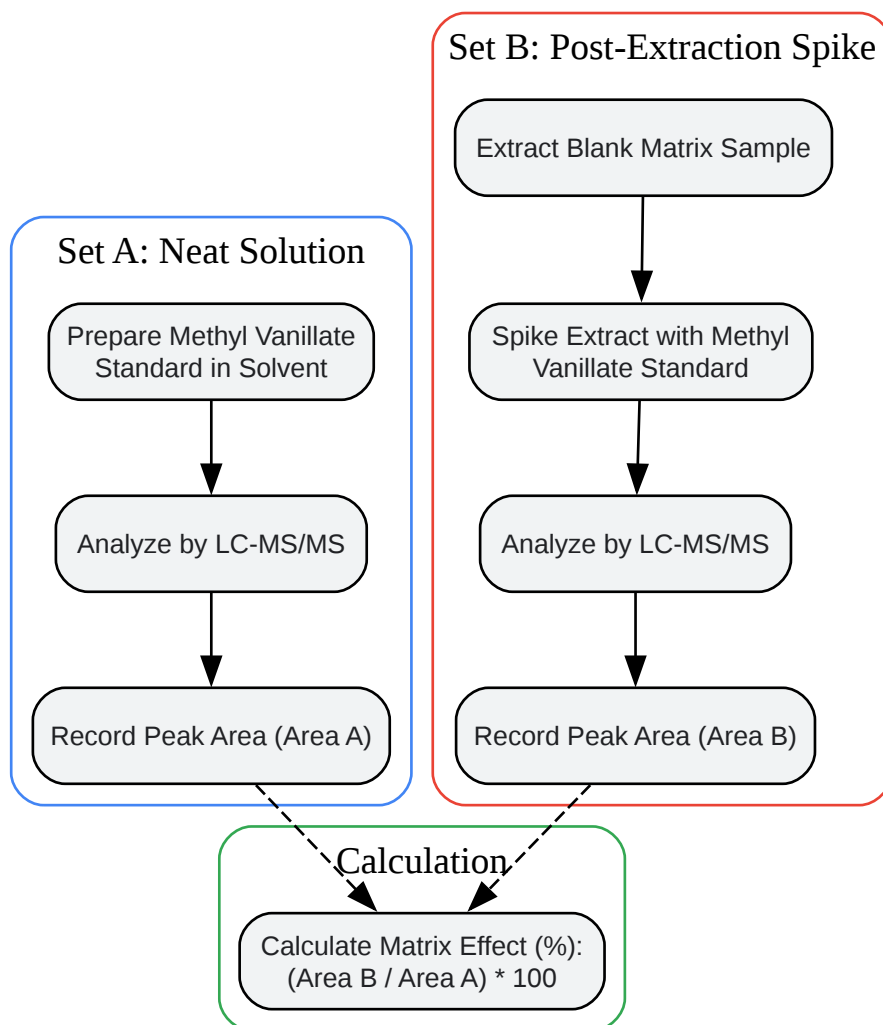 Set A: Neat Solution
Prepare Methyl Vanillate
Standard in Solvent
Analyze by LC-MS/MS
Record Peak Area (Area A)
Set B: Post-Extraction Spike
Extract Blank Matrix Sample
Spike Extract with Methyl
Vanillate Standard
Analyze by LC-MS/MS
Record Peak Area (Area B)
Calculation
Calculate Matrix Effect (%):
(Area B / Area A) * 100